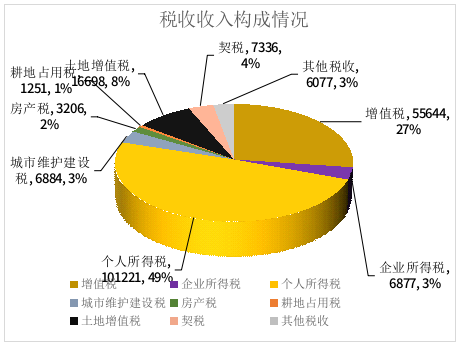 税收收入构成情况
契税, 7336,
4%
其他税收,
6077, 3%
土地增值税,
16698, 8%
耕地占用税,
1251, 1%
房产税, 3206,
2%
增值税, 55644,
27%
城市维护建设
税, 6884, 3%
个人所得税,
101221, 49%
企业所得税,
6877, 3%
增值税 企业所得税 个人所得税
城市维护建设税 房产税 耕地占用税
土地增值税 契税 其他税收